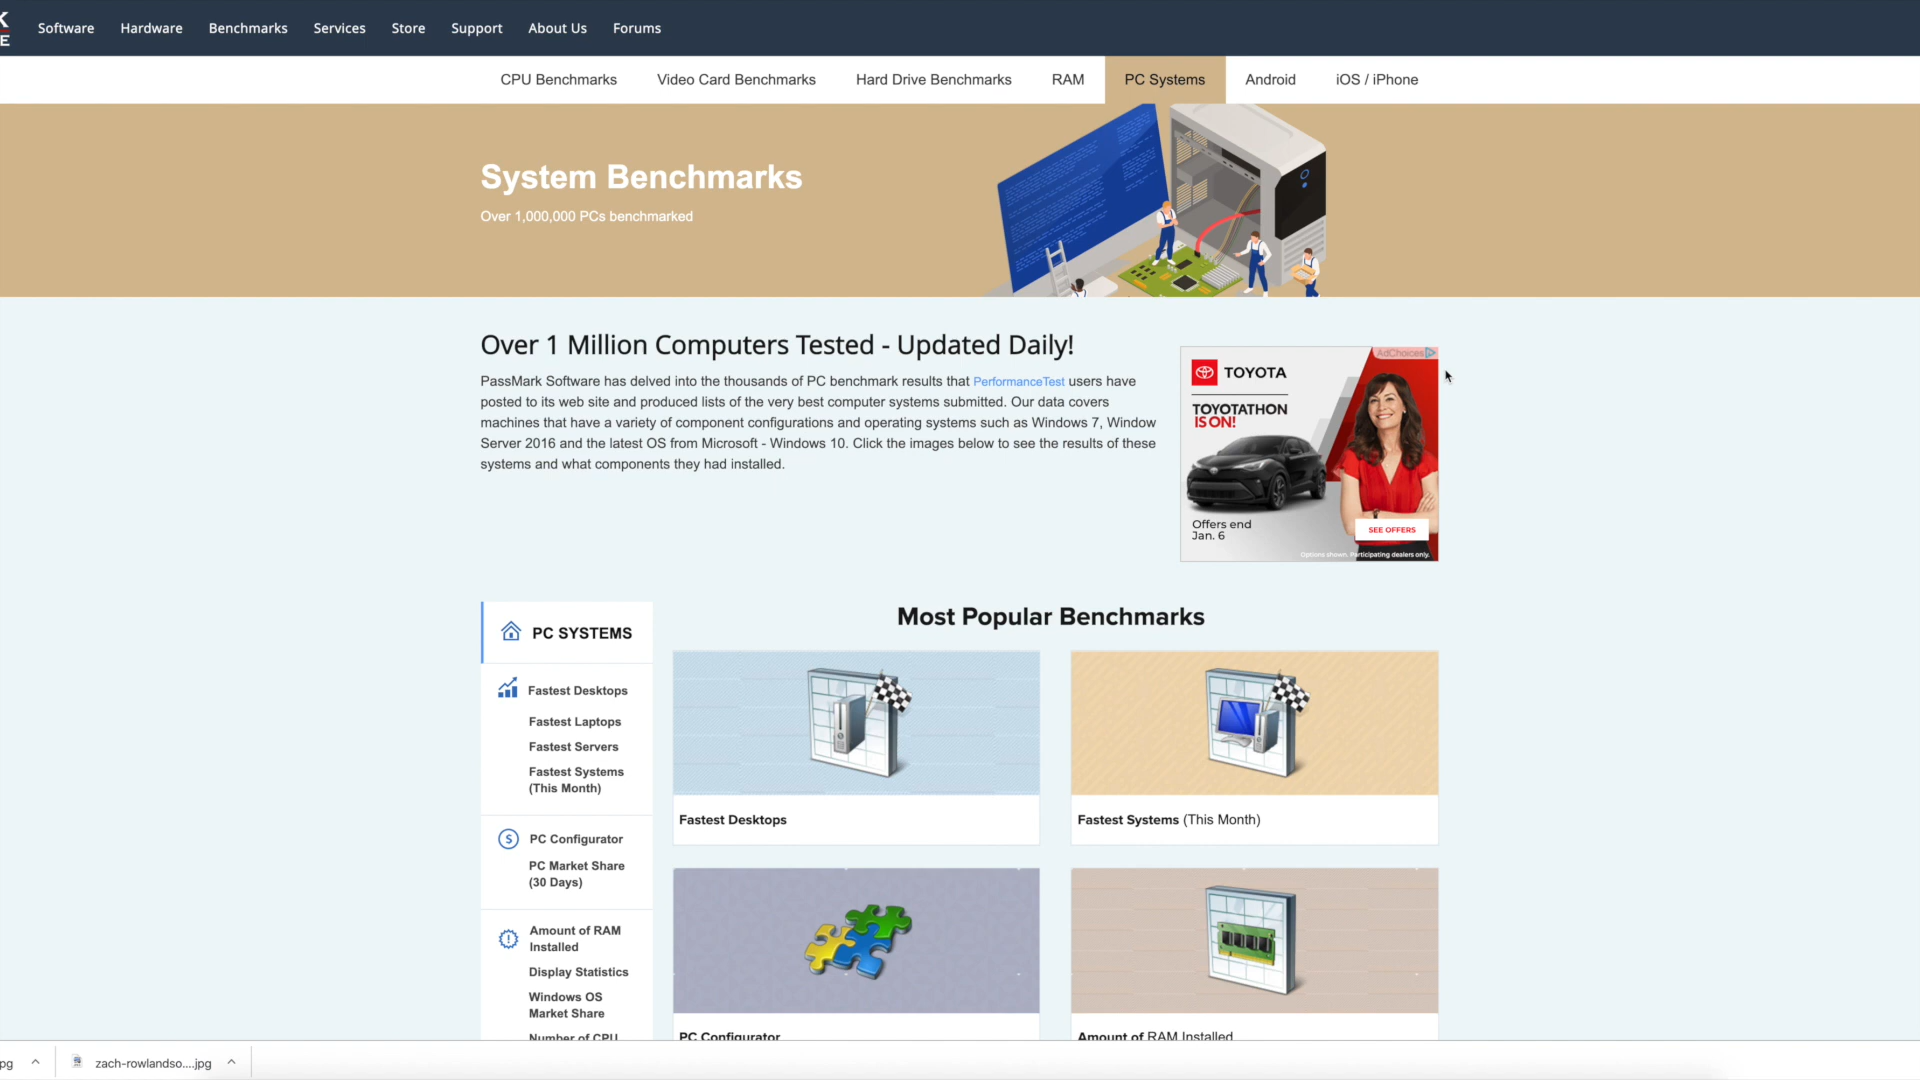 K
E
Software Hardware Benchmarks Services Store Support About Us Forums
CPU Benchmarks Video Card Benchmarks Hard Drive Benchmarks RAM PC Systems Android iOS / iPhone
System Benchmarks
Over 1,000,000 PCs benchmarked
Over 1 Million Computers Tested - Updated Daily!
PassMark Software has delved into the thousands of PC benchmark results that PerformanceTest users have
posted to its web site and produced lists of the very best computer systems submitted. Our data covers
machines that have a variety of component configurations and operating systems such as Windows 7, Window
Server 2016 and the latest OS from Microsoft - Windows 10. Click the images below to see the results of these
systems and what components they had installed.
AdChoices
TOYOTA
TOYOTATHON
IS ON!
Offers end
Jan. 6
SEE OFFERS
Options shown. Participating dealers only.
PC SYSTEMS
Fastest Desktops
Fastest Laptops
Fastest Servers
Fastest Systems
(This Month)
PC Configurator
PC Market Share
(30 Days)
Amount of RAM
Installed
Display Statistics
Windows OS
Market Share
Number of CPU
Most Popular Benchmarks
Fastest Desktops
Fastest Systems (This Month)
PC Configurator
Amount of RAM Installed
pg
zach-rowlandso....jpg